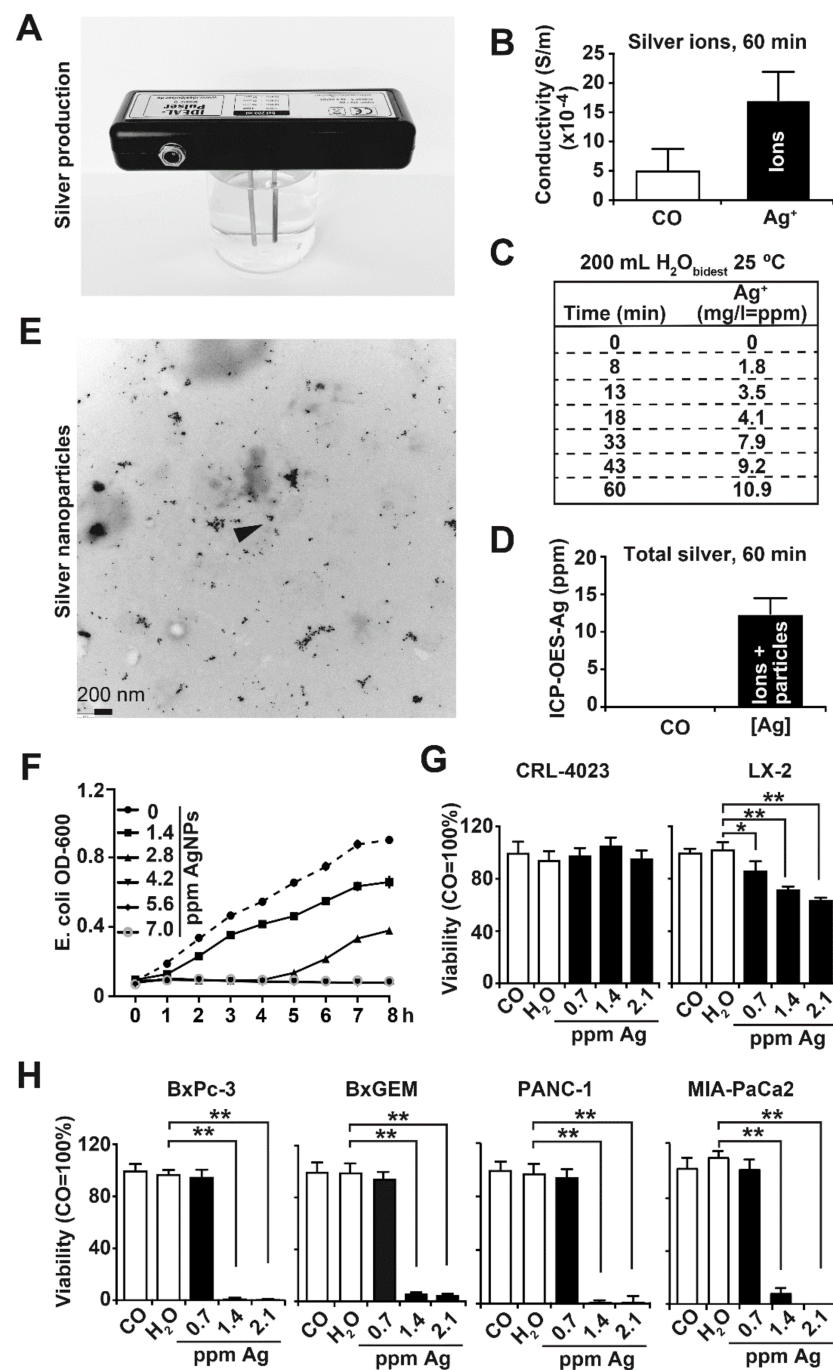 A
Silver production
IDEAL-
Pulser
B
Silver ions, 60 min
Conductivity (S/m)
(x10-4)
25
20
15
10
5
0
Ions
CO
Ag+
C
200 mL H2Obidest 25 ºC
Time (min)
Ag+
(mg/l=ppm)
0 0
8 1.8
13 3.5
18 4.1
33 7.9
43 9.2
60 10.9
D
Total silver, 60 min
ICP-OES-Ag (ppm)
20
15
10
5
0
Ions +
particles
CO
[Ag]
E
Silver nanoparticles
200 nm
F
E. coli OD-600
1.2
0.8
0.4
0
0
1.4
2.8
4.2
5.6
7.0
ppm AgNPs
0 1 2 3 4 5 6 7 8 h
G
CRL-4023
LX-2
Viability (CO=100%)
120
80
40
0
**
**
*
CO H2O 0.7 1.4 2.1
ppm Ag
CO H2O 0.7 1.4 2.1
ppm Ag
H
BxPc-3
BxGEM
PANC-1
MIA-PaCa2
Viability (CO=100%)
120
80
40
0
**
**
**
**
**
**
**
**
CO H2O 0.7 1.4 2.1
ppm Ag
CO H2O 0.7 1.4 2.1
ppm Ag
CO H2O 0.7 1.4 2.1
ppm Ag
CO H2O 0.7 1.4 2.1
ppm Ag